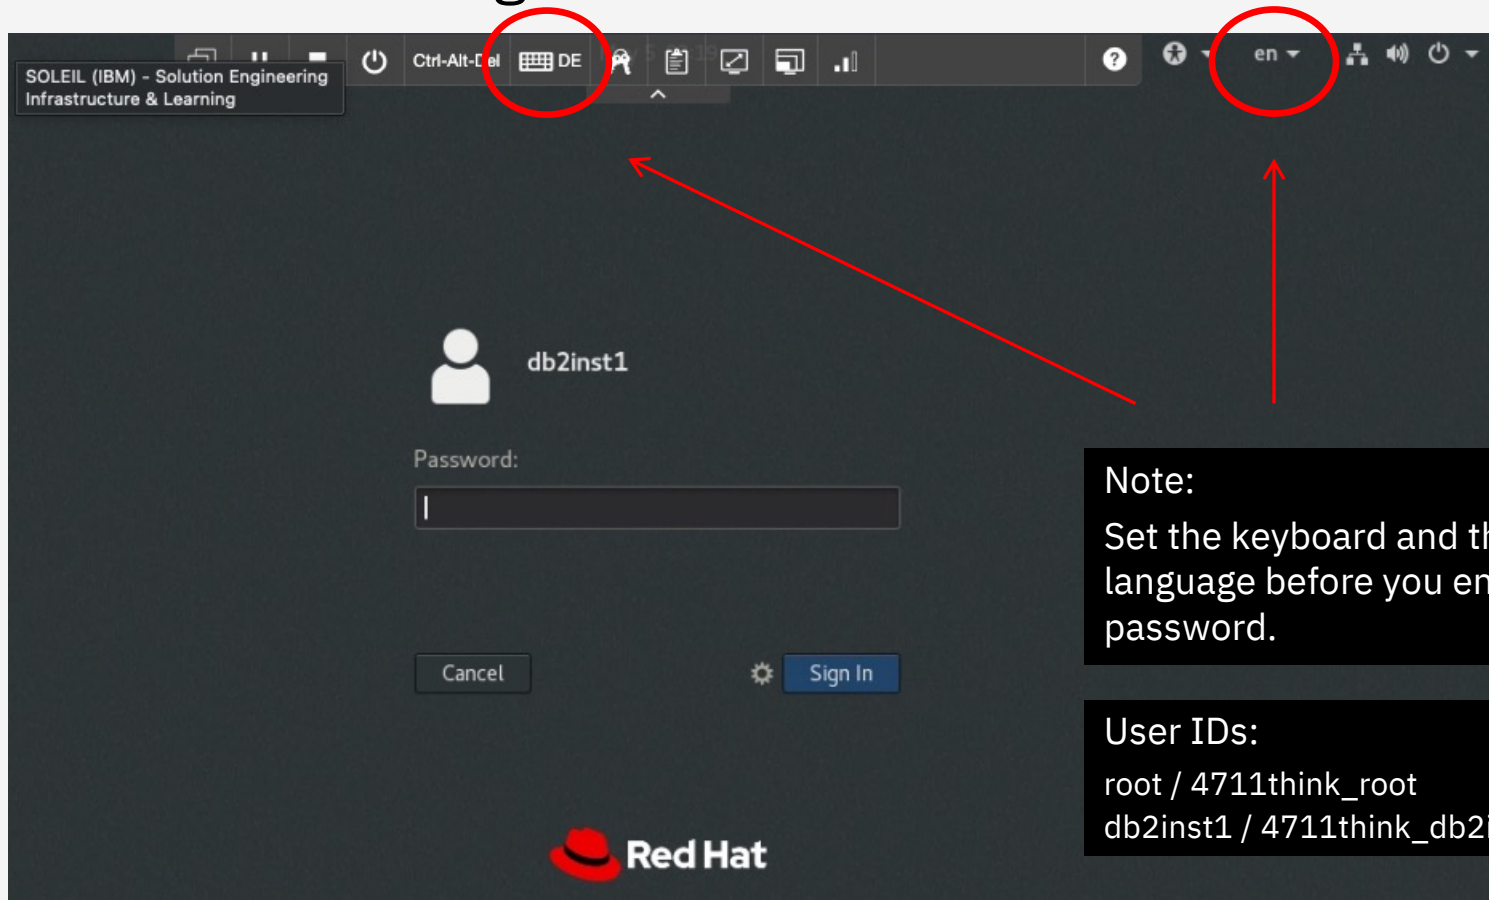 SOLEIL (IBM) - Solution Engineering
Infrastructure & Learning
Ctrl-Alt-Del
DE
?
en
db2inst1
Password:
Cancel
Sign In
Red Hat
Note:
Set the keyboard and th
language before you en
password.
User IDs:
root / 4711think_root
db2inst1 / 4711think_db2i